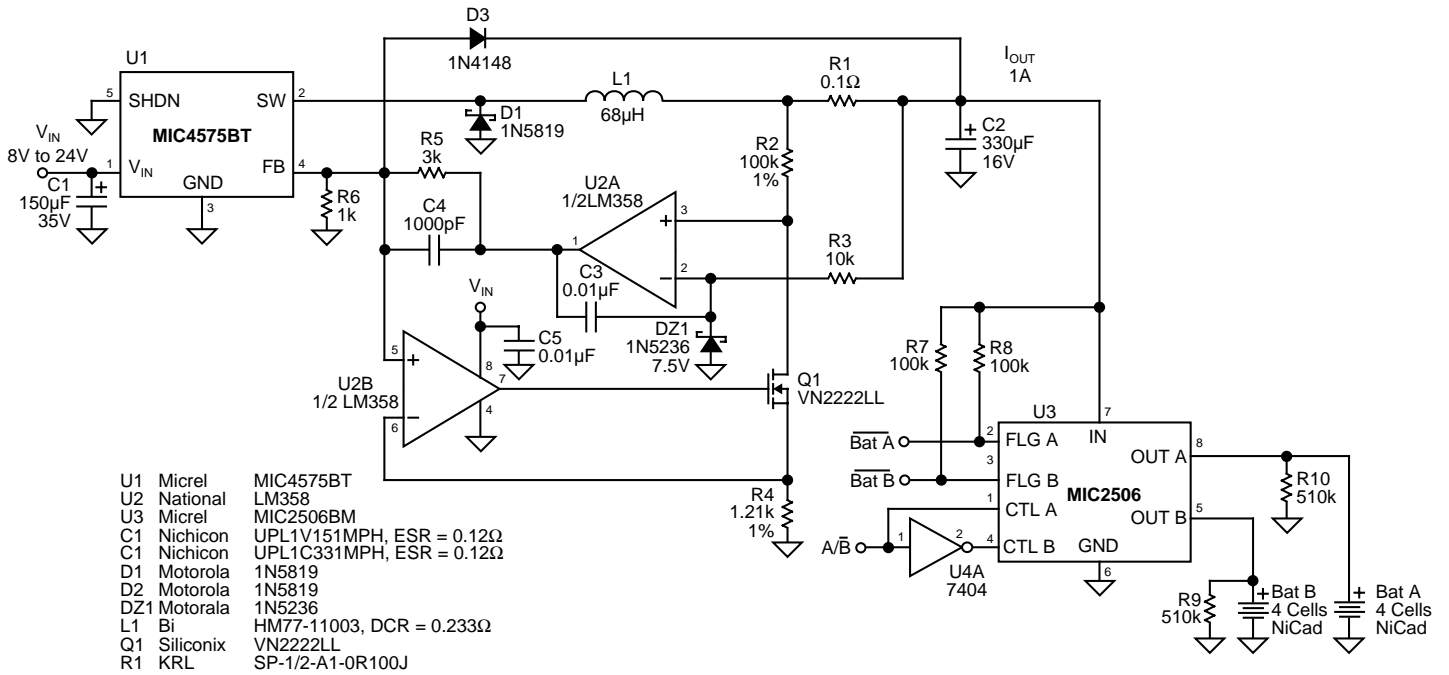 D3
1N4148
U1
I_OUT
1A
L1
68µH
R1
0.1Ω
5
SHDN
SW
2
MIC4575BT
D1
1N5819
V_IN
8V to 24V
1
V_IN
FB
4
GND
3
C1
150µF
35V
+
R5
3k
R6
1k
R2
100k
1%
C2
330µF
16V
+
C4
1000pF
U2A
1/2LM358
1
3
+
2
−
R3
10k
C3
0.01µF
V_IN
C5
0.01µF
DZ1
1N5236
7.5V
5
+
8
7
U2B
1/2 LM358
6
−
4
Q1
VN2222LL
R7
100k
R8
100k
R4
1.21k
1%
U3
7
IN
Bat A
2
FLG A
3
Bat B
FLG B
1
CTL A
MIC2506
OUT A
8
OUT B
5
A/B
1
2
4
CTL B
GND
6
U4A
7404
R10
510k
R9
510k
+
Bat B
4 Cells
NiCad
+
Bat A
4 Cells
NiCad
U1 Micrel MIC4575BT
U2 National LM358
U3 Micrel MIC2506BM
C1 Nichicon UPL1V151MPH, ESR = 0.12Ω
C1 Nichicon UPL1C331MPH, ESR = 0.12Ω
D1 Motorola 1N5819
D2 Motorola 1N5819
DZ1 Motorala 1N5236
L1 Bi HM77-11003, DCR = 0.233Ω
Q1 Siliconix VN2222LL
R1 KRL SP-1/2-A1-0R100J